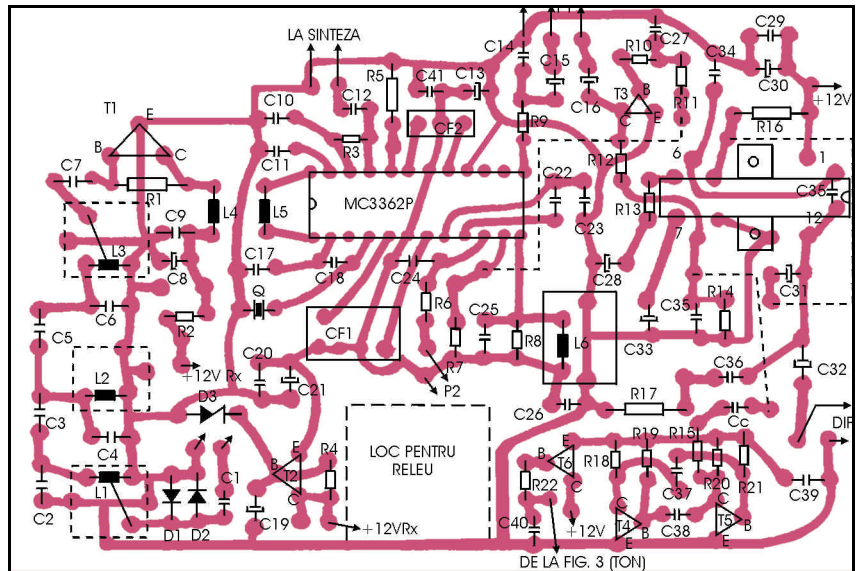 LA SINTEZA
C14
C15
C16
C27
C29
C34
C30
+12V
R10
R5
C41
C13
C12
CF2
R3
R9
T3
B
C
E
R11
R16
T1
E
B
C
C10
C11
C7
R1
L4
L5
MC3362P
C22
C23
R12
R13
6
1
C35
12
7
L3
C9
C8
C17
C18
C24
Q
C28
C31
C6
R2
C5
R6
CF1
R7
C25
R8
L6
C33
C35
R14
+12V Rx
C20
C21
P2
C36
C32
L2
D3
C3
C4
C26
R17
Cc
DIF
LOC PENTRU
RELEU
L1
C2
D1
D2
C1
B
E
T2
C
R4
C19
+12VRx
R22
C40
B
E
T6
C
+12V
R18
R19
R15
R20
R21
C37
C38
C39
C
T4
B
E
C
T5
B
E
DE LA FIG. 3 (TON)